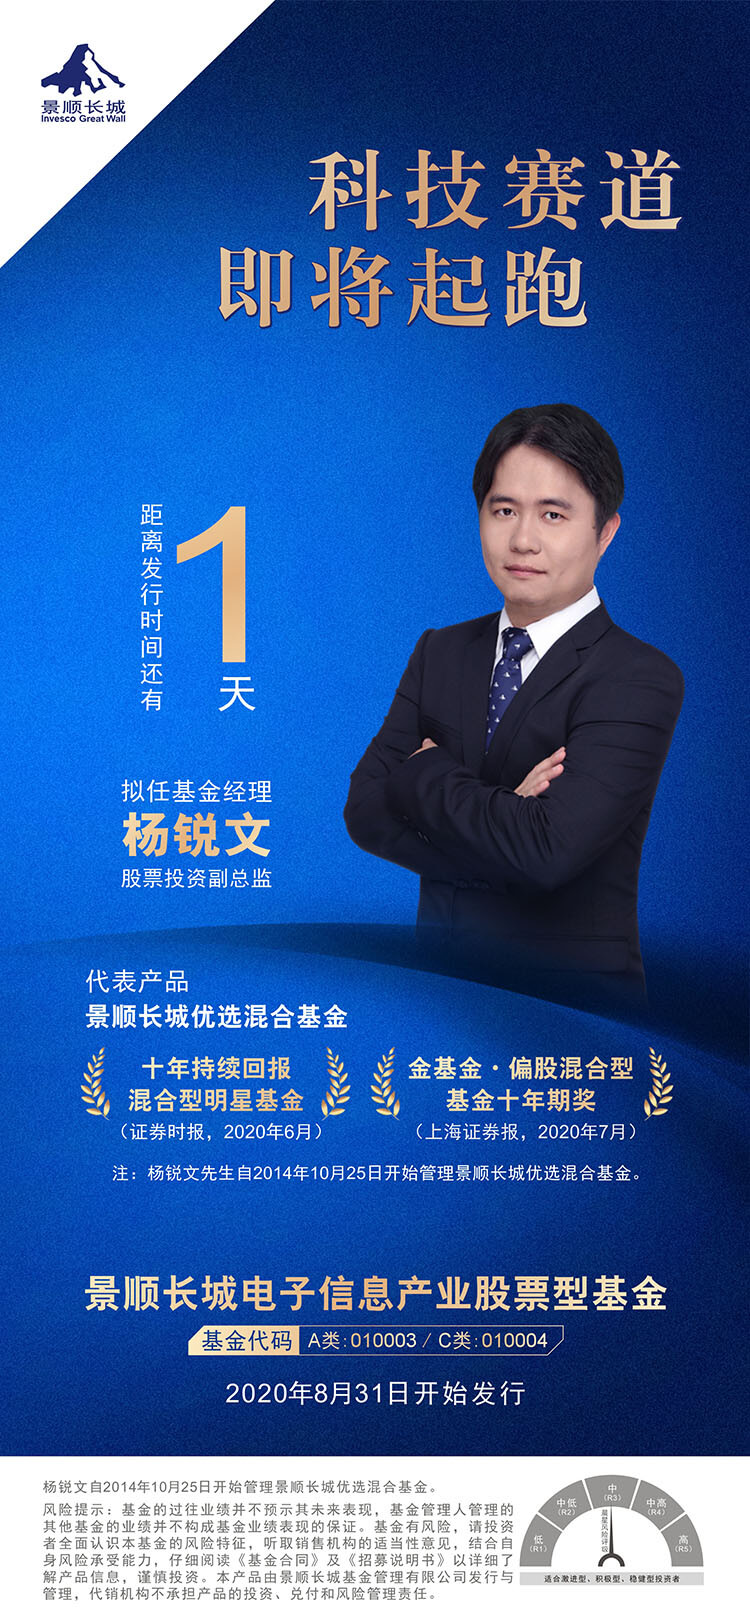 景顺长城
Invesco Great Wall
科技赛道
即将起跑
距离发行时间还有
1
天
拟任基金经理
杨锐文
股票投资副总监
代表产品
景顺长城优选混合基金
十年持续回报
混合型明星基金
（证券时报，2020年6月）
金基金·偏股混合型
基金十年期奖
（上海证券报，2020年7月）
注：杨锐文先生自2014年10月25日开始管理景顺长城优选混合基金。
景顺长城电子信息产业股票型基金
基金代码 A类:010003 / C类:010004
2020年8月31日开始发行
杨锐文自2014年10月25日开始管理景顺长城优选混合基金。
风险提示：基金的过往业绩并不预示其未来表现，基金管理人管理的
其他基金的业绩并不构成基金业绩表现的保证。基金有风险，请投资
者全面认识本基金的风险特征，听取销售机构的适当性意见，结合自
身风险承受能力，仔细阅读《基金合同》及《招募说明书》以详细了
解产品信息，谨慎投资。本产品由景顺长城基金管理有限公司发行与
管理，代销机构不承担产品的投资、兑付和风险管理责任。
低
(R1)
中低
(R2)
中
(R3)
中高
(R4)
高
(R5)
晨星风险评级
适合激进型、积极型、稳健型投资者